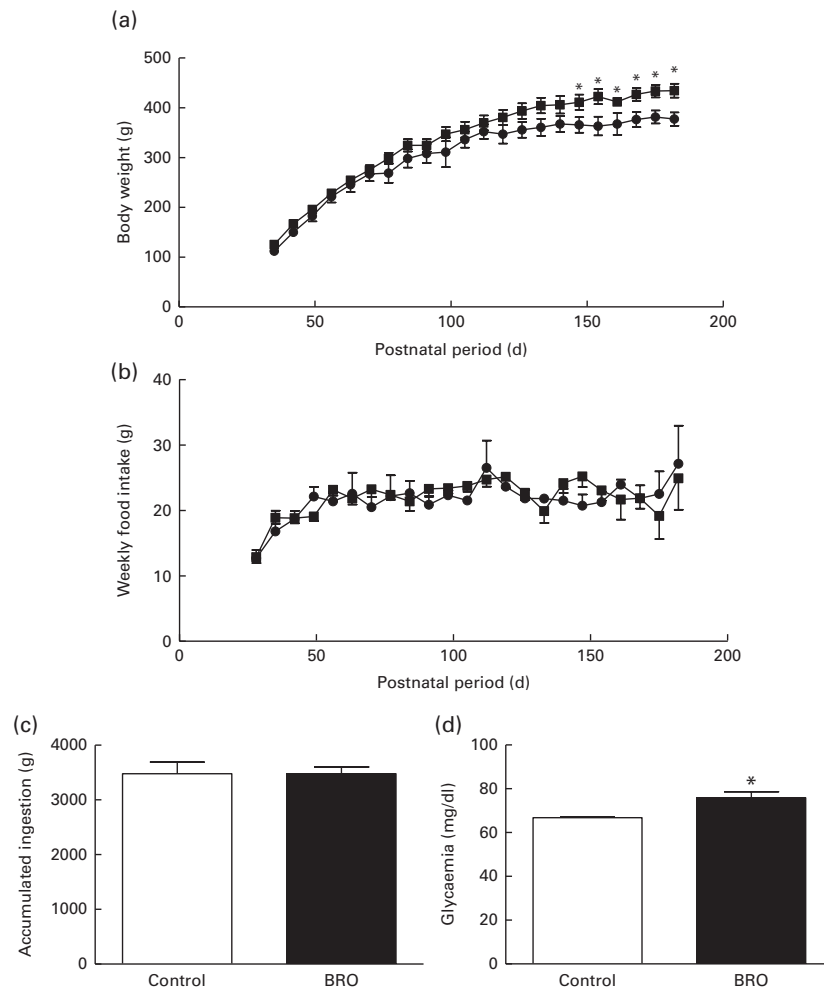 (a)
500
400
300
200
100
0
Body weight (g)
* * * * * *
0 50 100 150 200
Postnatal period (d)
(b)
40
30
20
10
0
Weekly food intake (g)
0 50 100 150 200
Postnatal period (d)
(c)
4000
3000
2000
1000
0
Accumulated ingestion (g)
Control BRO
(d)
100
80
60
40
20
0
Glycaemia (mg/dl)
*
Control BRO